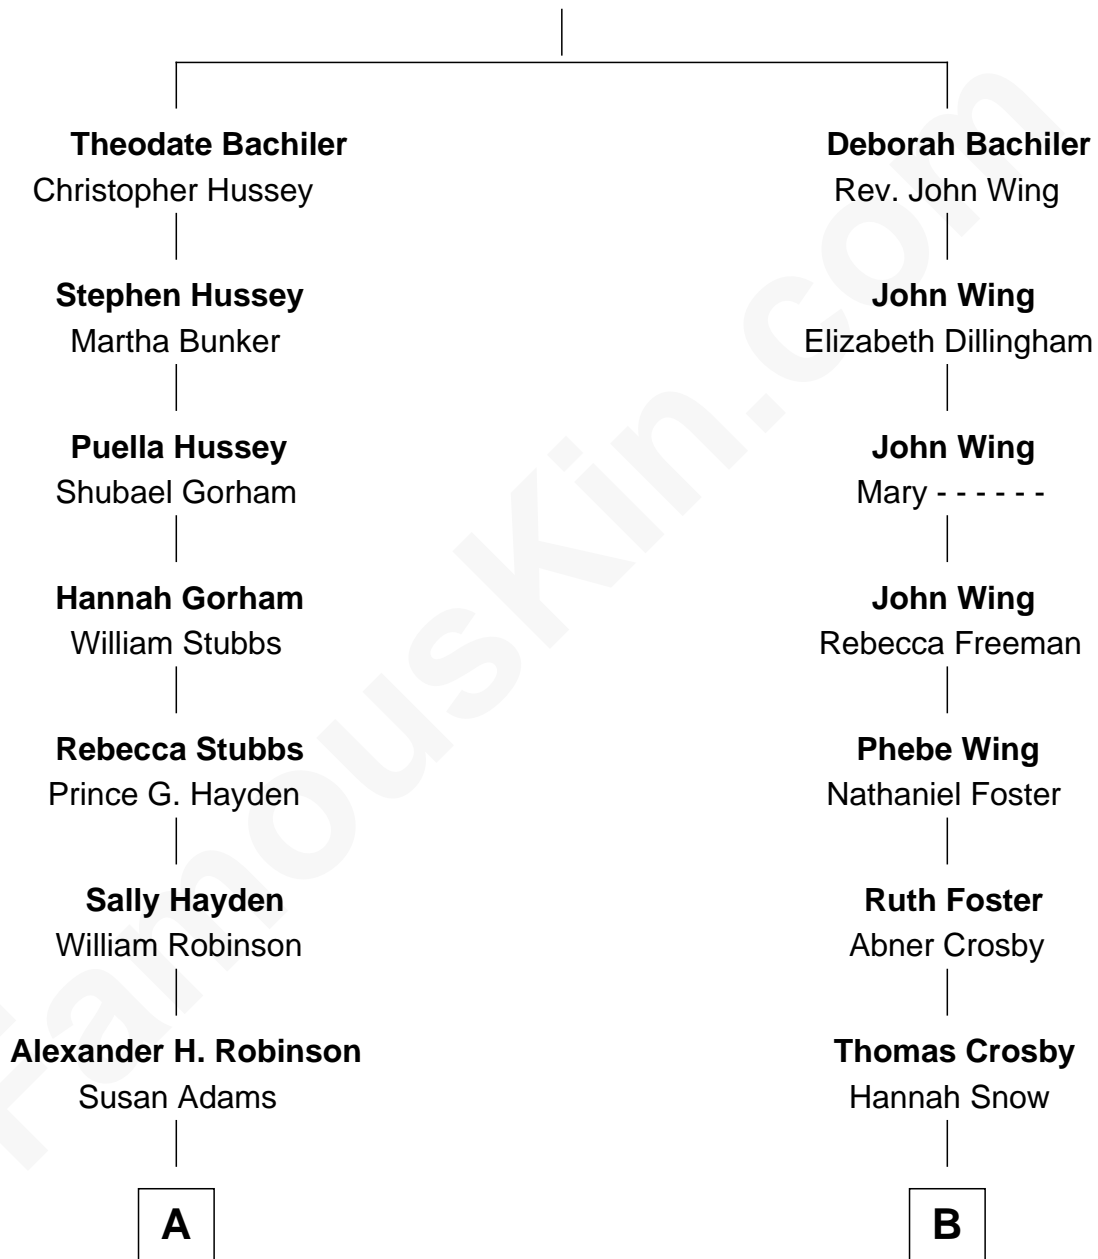 Theodate Bachiler
Christopher Hussey
Stephen Hussey
Martha Bunker
Puella Hussey
Shubael Gorham
Hannah Gorham
William Stubbs
Rebecca Stubbs
Prince G. Hayden
Sally Hayden
William Robinson
Alexander H. Robinson
Susan Adams
A
Deborah Bachiler
Rev. John Wing
John Wing
Elizabeth Dillingham
John Wing
Mary - - - - - -
John Wing
Rebecca Freeman
Phebe Wing
Nathaniel Foster
Ruth Foster
Abner Crosby
Thomas Crosby
Hannah Snow
B
FamousKin.com